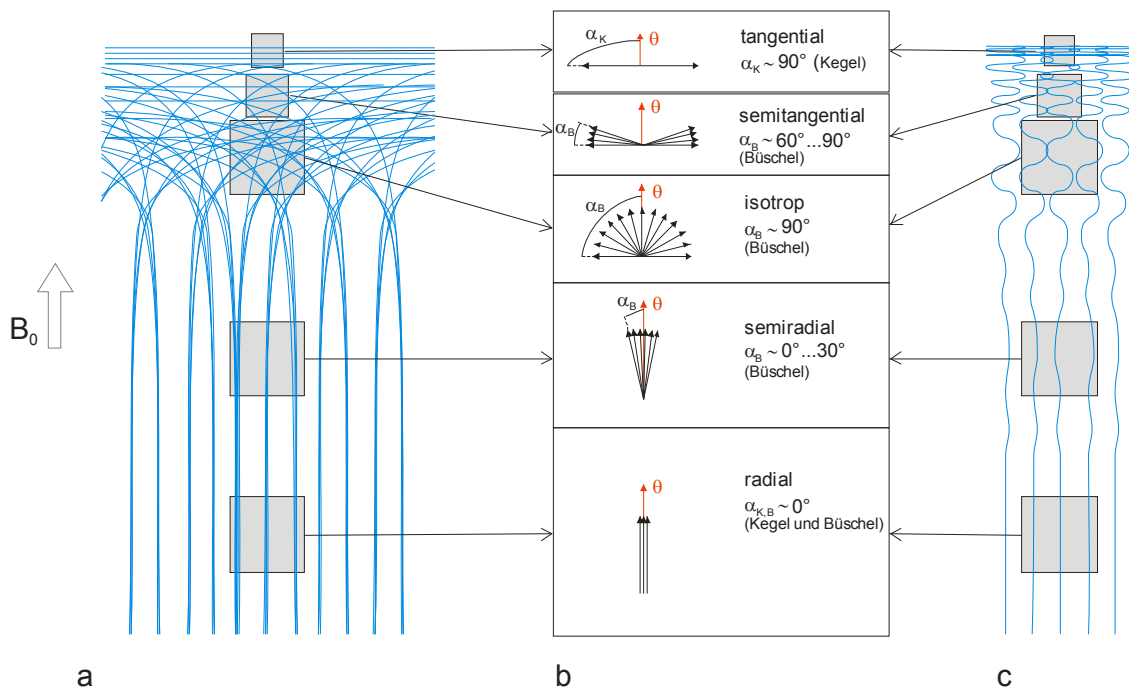 B₀
α_K
θ
tangential
α_K ~ 90° (Kegel)
α_B
θ
semitangential
α_B ~ 60°...90°
(Büschel)
α_B
θ
isotrop
α_B ~ 90°
(Büschel)
α_B
θ
semiradial
α_B ~ 0°...30°
(Büschel)
θ
radial
α_K,B ~ 0°
(Kegel und Büschel)
a
b
c